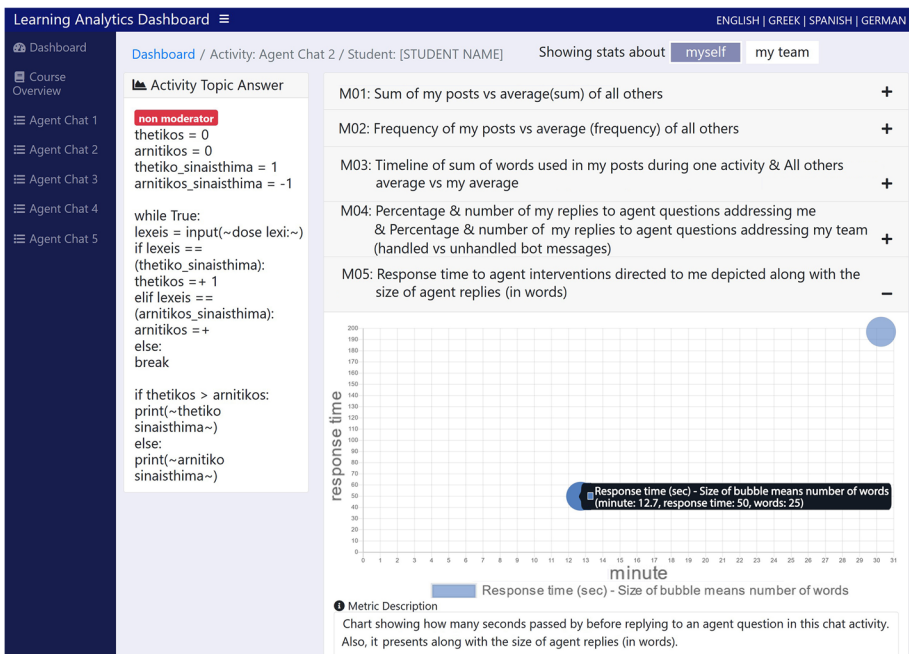 Learning Analytics Dashboard
ENGLISH | GREEK | SPANISH | GERMAN
Dashboard
Course
Overview
Agent Chat 1
Agent Chat 2
Agent Chat 3
Agent Chat 4
Agent Chat 5
Dashboard / Activity: Agent Chat 2 / Student: [STUDENT NAME]
Showing stats about myself my team
Activity Topic Answer
non moderator
thetikos = 0
arnitikos = 0
thetiko_sinaisthima = 1
arnitikos_sinaisthima = -1
while True:
lexeis = input(~dose lexi:~)
if lexeis ==
(thetiko_sinaisthima):
thetikos =+ 1
elif lexeis ==
(arnitikos_sinaisthima):
arnitikos =+
else:
break
if thetikos > arnitikos:
print(~thetiko
sinaisthima~)
else:
print(~arnitiko
sinaisthima~)
M01: Sum of my posts vs average(sum) of all others +
M02: Frequency of my posts vs average (frequency) of all others +
M03: Timeline of sum of words used in my posts during one activity & All others
average vs my average +
M04: Percentage & number of my replies to agent questions addressing me
& Percentage & number of my replies to agent questions addressing my team
(handled vs unhandled bot messages) +
M05: Response time to agent interventions directed to me depicted along with the
size of agent replies (in words) −
response time
200
190
180
170
160
150
140
130
120
110
100
90
80
70
60
50
40
30
20
10
0
Response time (sec) - Size of bubble means number of words
(minute: 12.7, response time: 50, words: 25)
0 1 2 3 4 5 6 7 8 9 10 11 12 13 14 15 16 17 18 19 20 21 22 23 24 25 26 27 28 29 30 31
minute
Response time (sec) - Size of bubble means number of words
Metric Description
Chart showing how many seconds passed by before replying to an agent question in this chat activity.
Also, it presents along with the size of agent replies (in words).